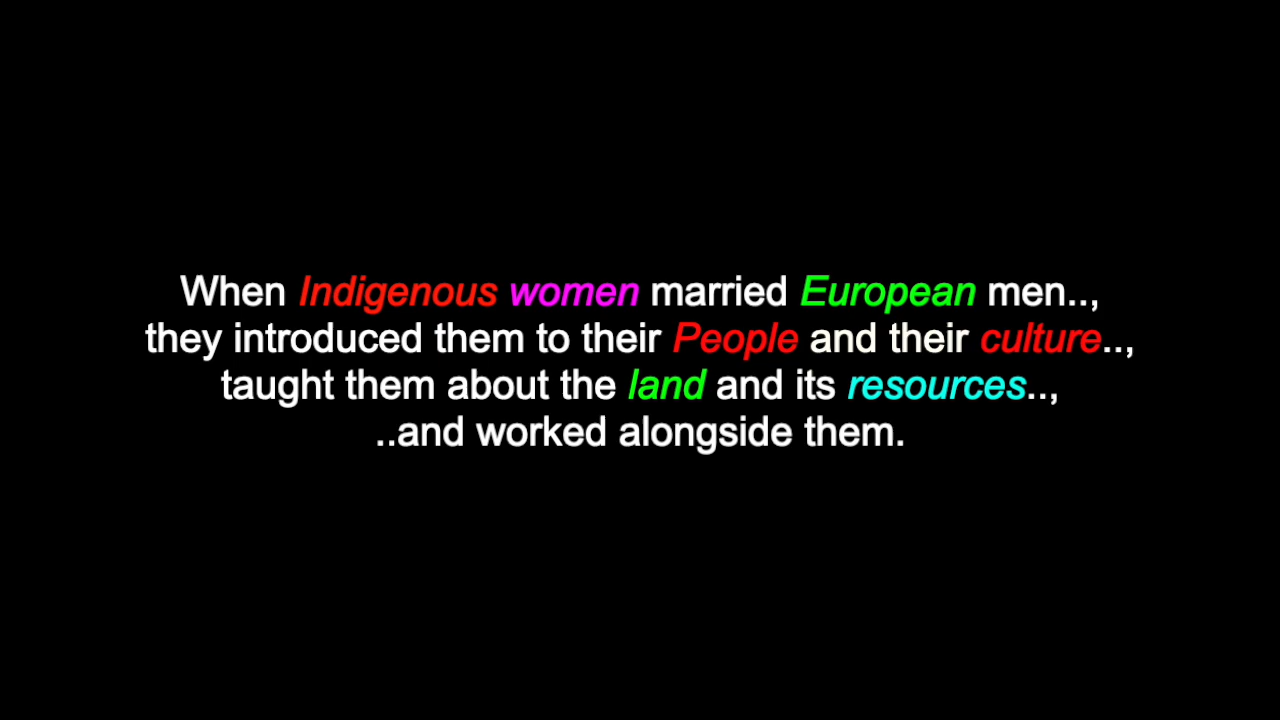 When Indigenous women married European men..,
they introduced them to their People and their culture..,
taught them about the land and its resources..,
..and worked alongside them.